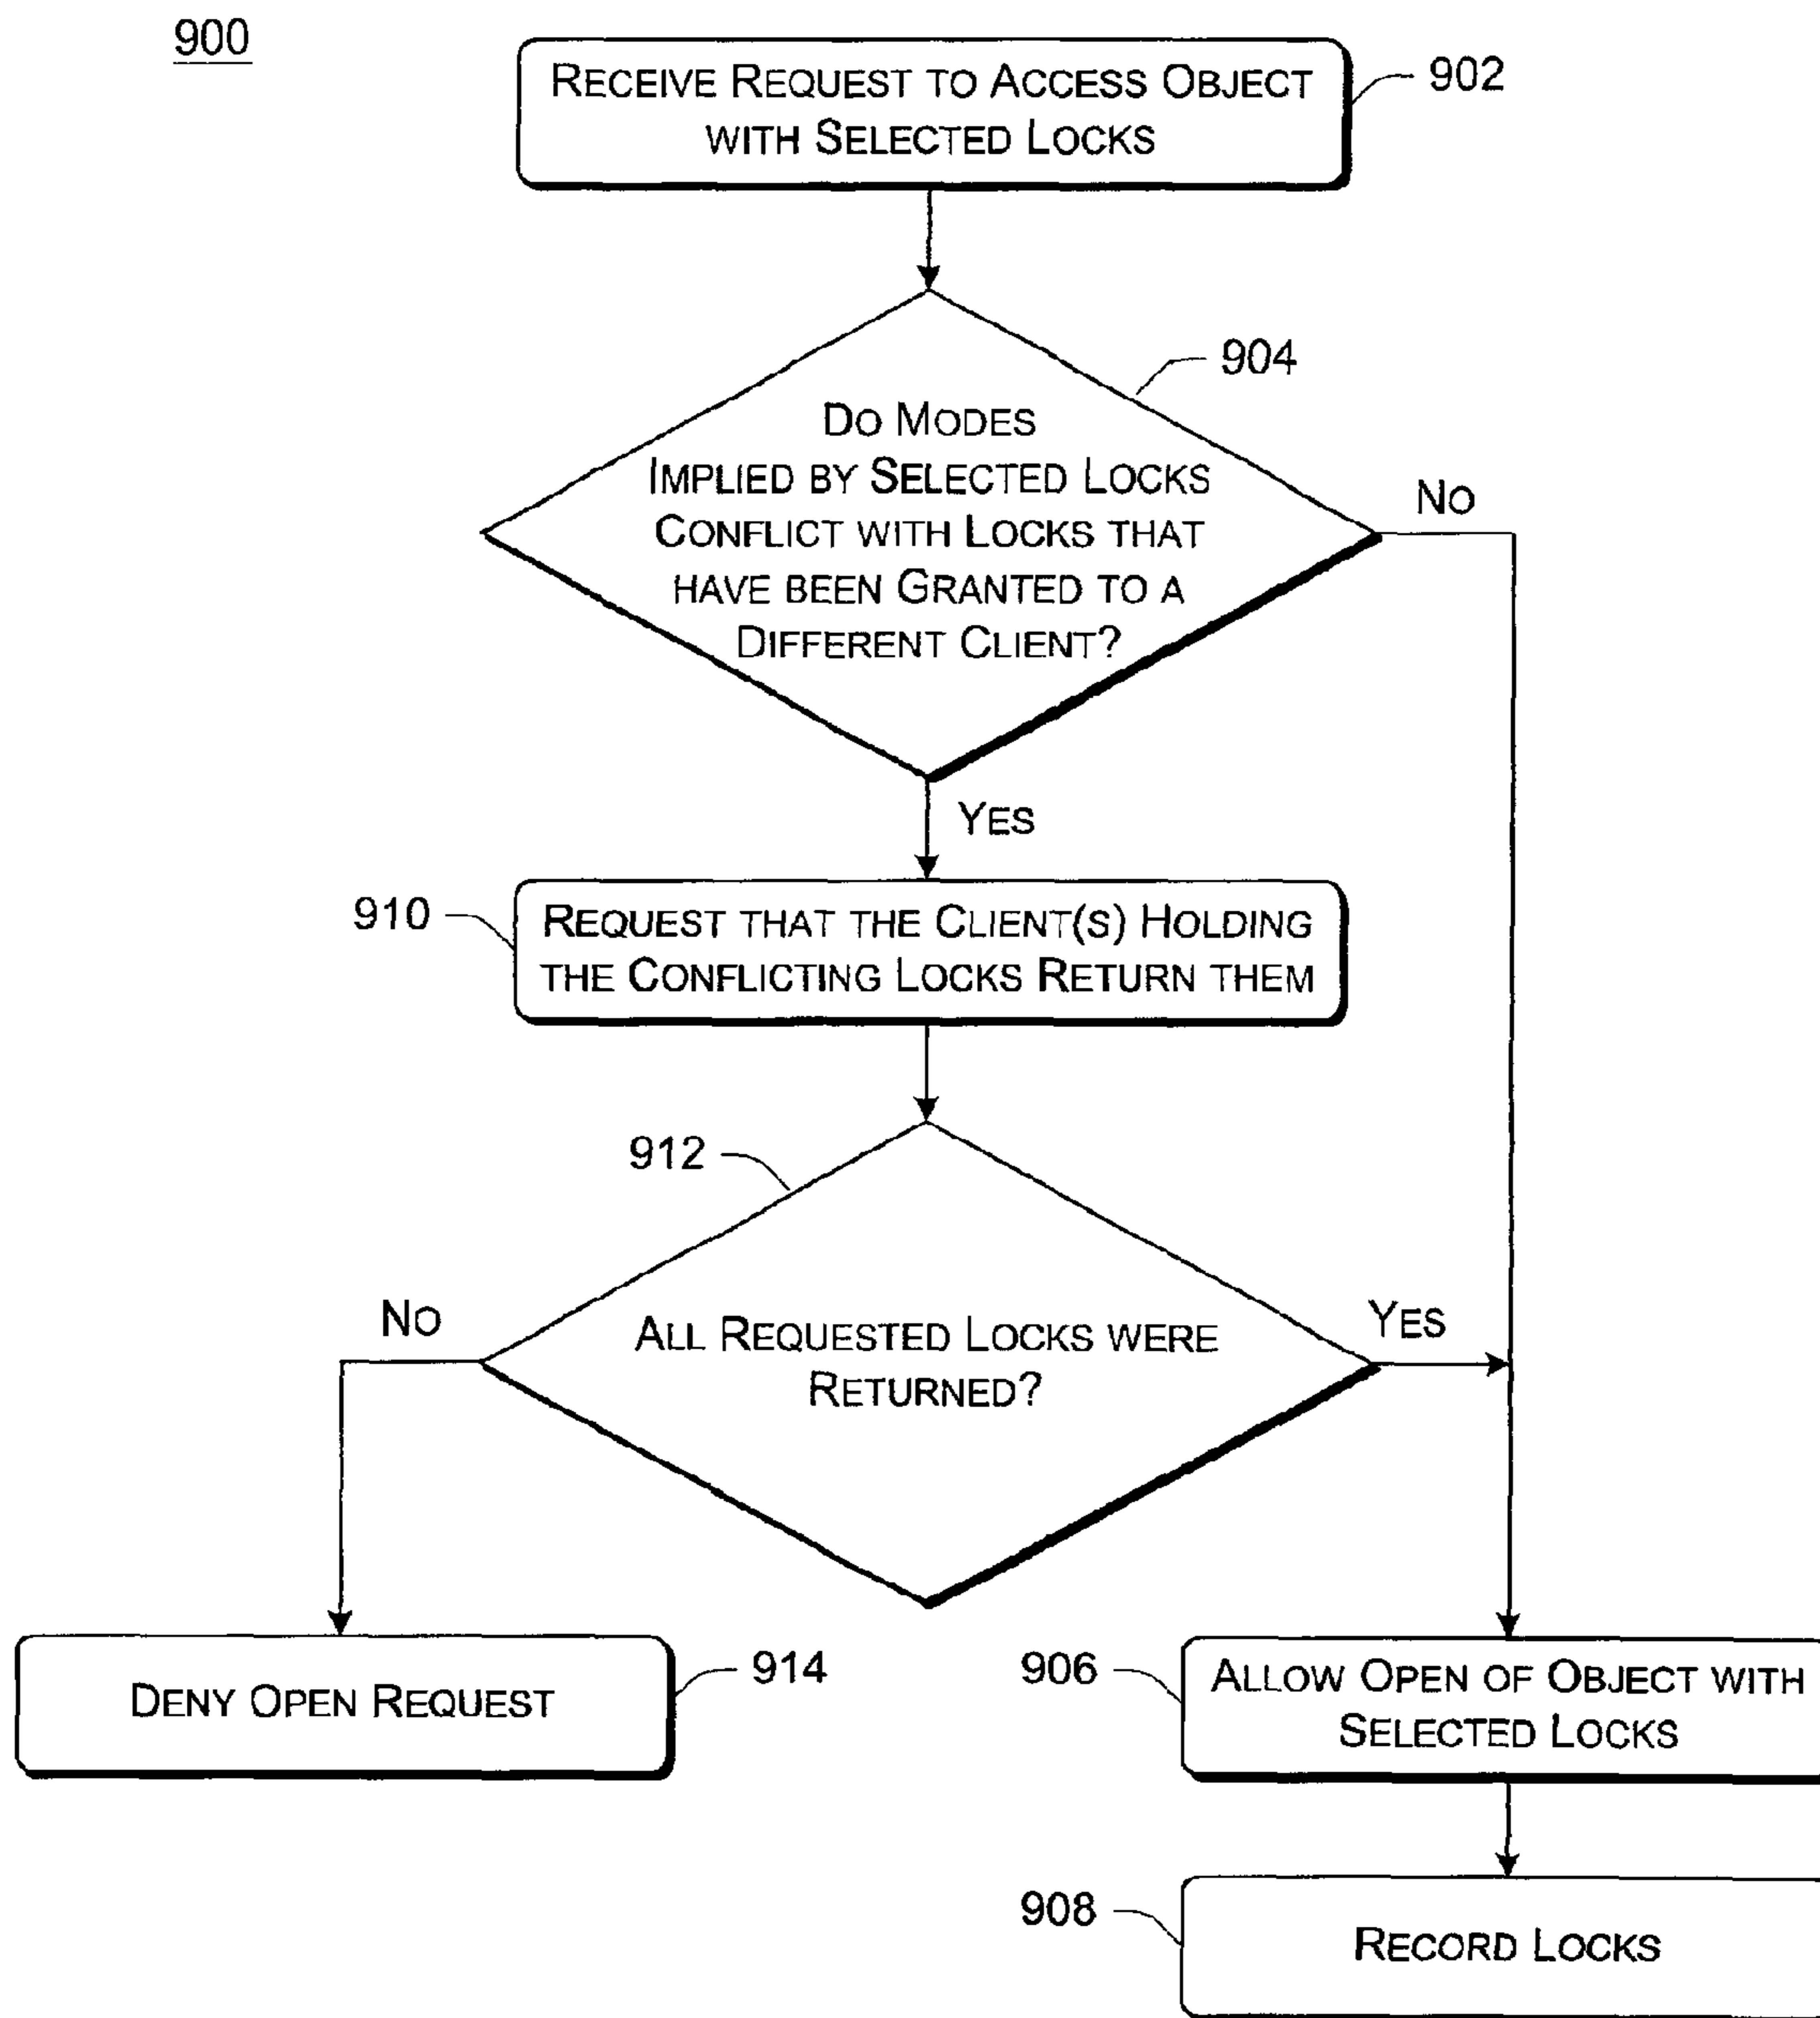 900
RECEIVE REQUEST TO ACCESS OBJECT
WITH SELECTED LOCKS
902
904
DO MODES
IMPLIED BY SELECTED LOCKS
CONFLICT WITH LOCKS THAT
HAVE BEEN GRANTED TO A
DIFFERENT CLIENT?
NO
YES
910
REQUEST THAT THE CLIENT(S) HOLDING
THE CONFLICTING LOCKS RETURN THEM
912
ALL REQUESTED LOCKS WERE
RETURNED?
NO
YES
DENY OPEN REQUEST
914
906
ALLOW OPEN OF OBJECT WITH
SELECTED LOCKS
908
RECORD LOCKS